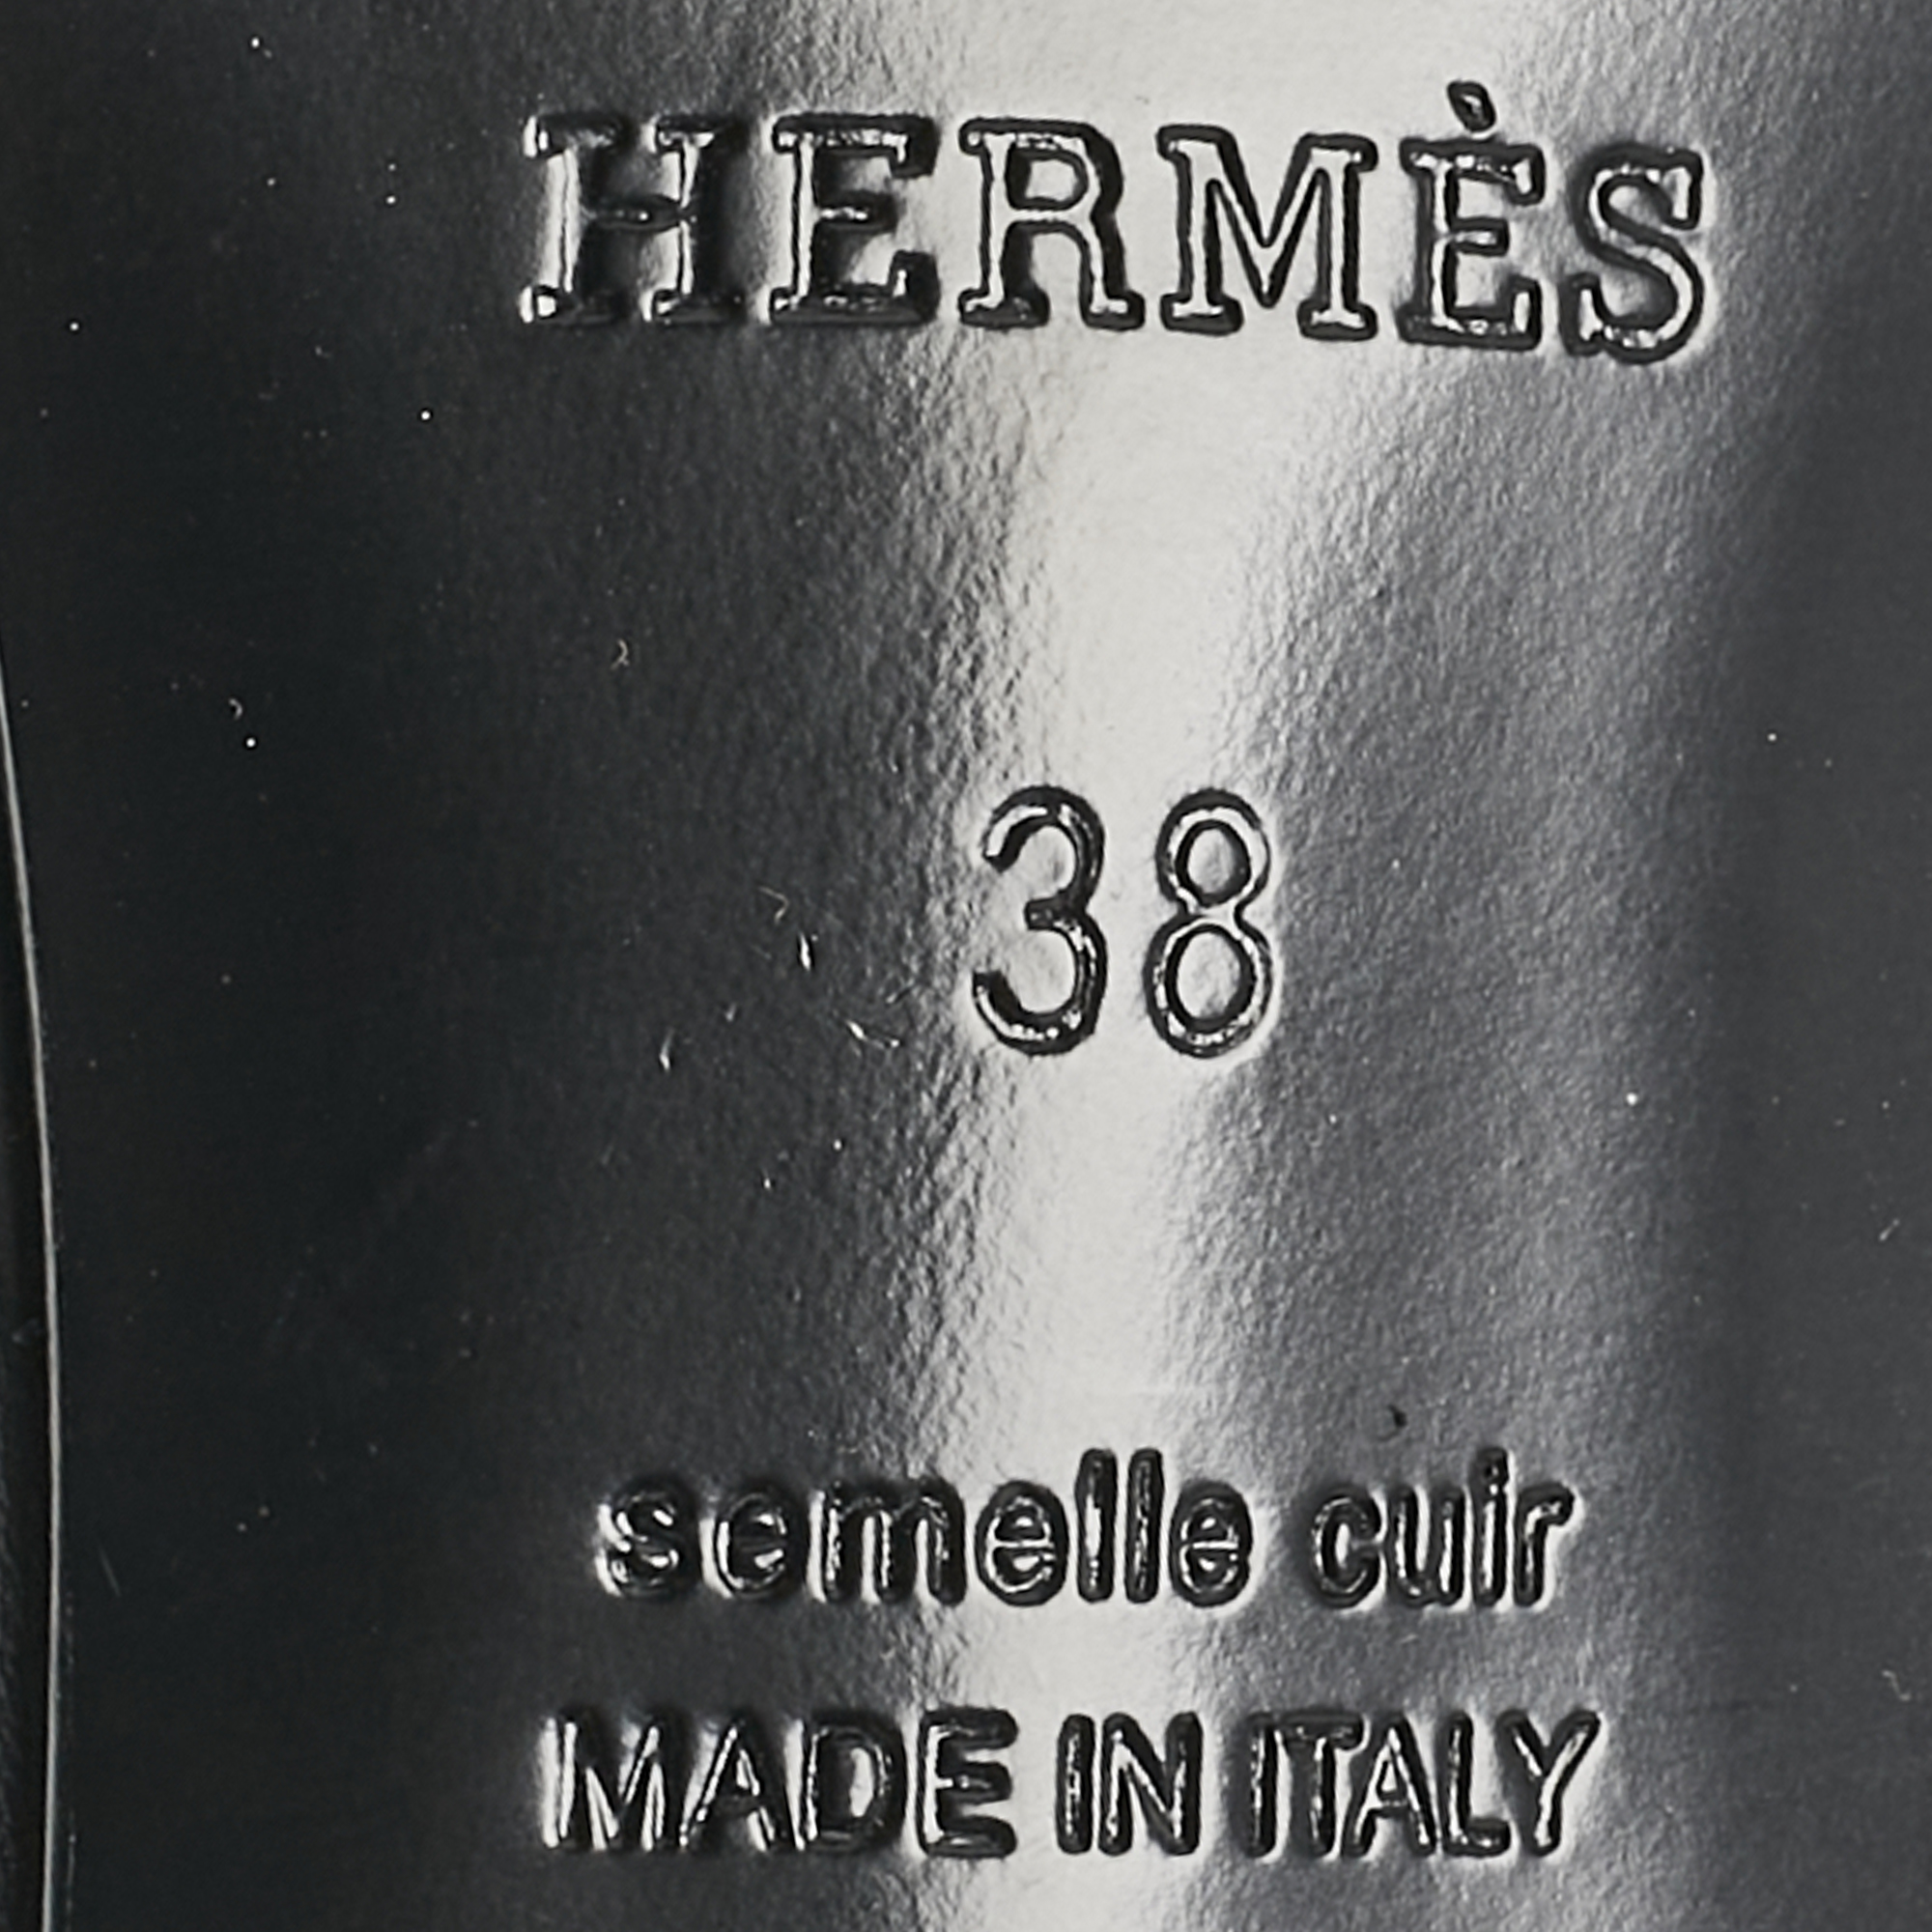 HERMÈS
38
semelle cuir
MADE IN ITALY